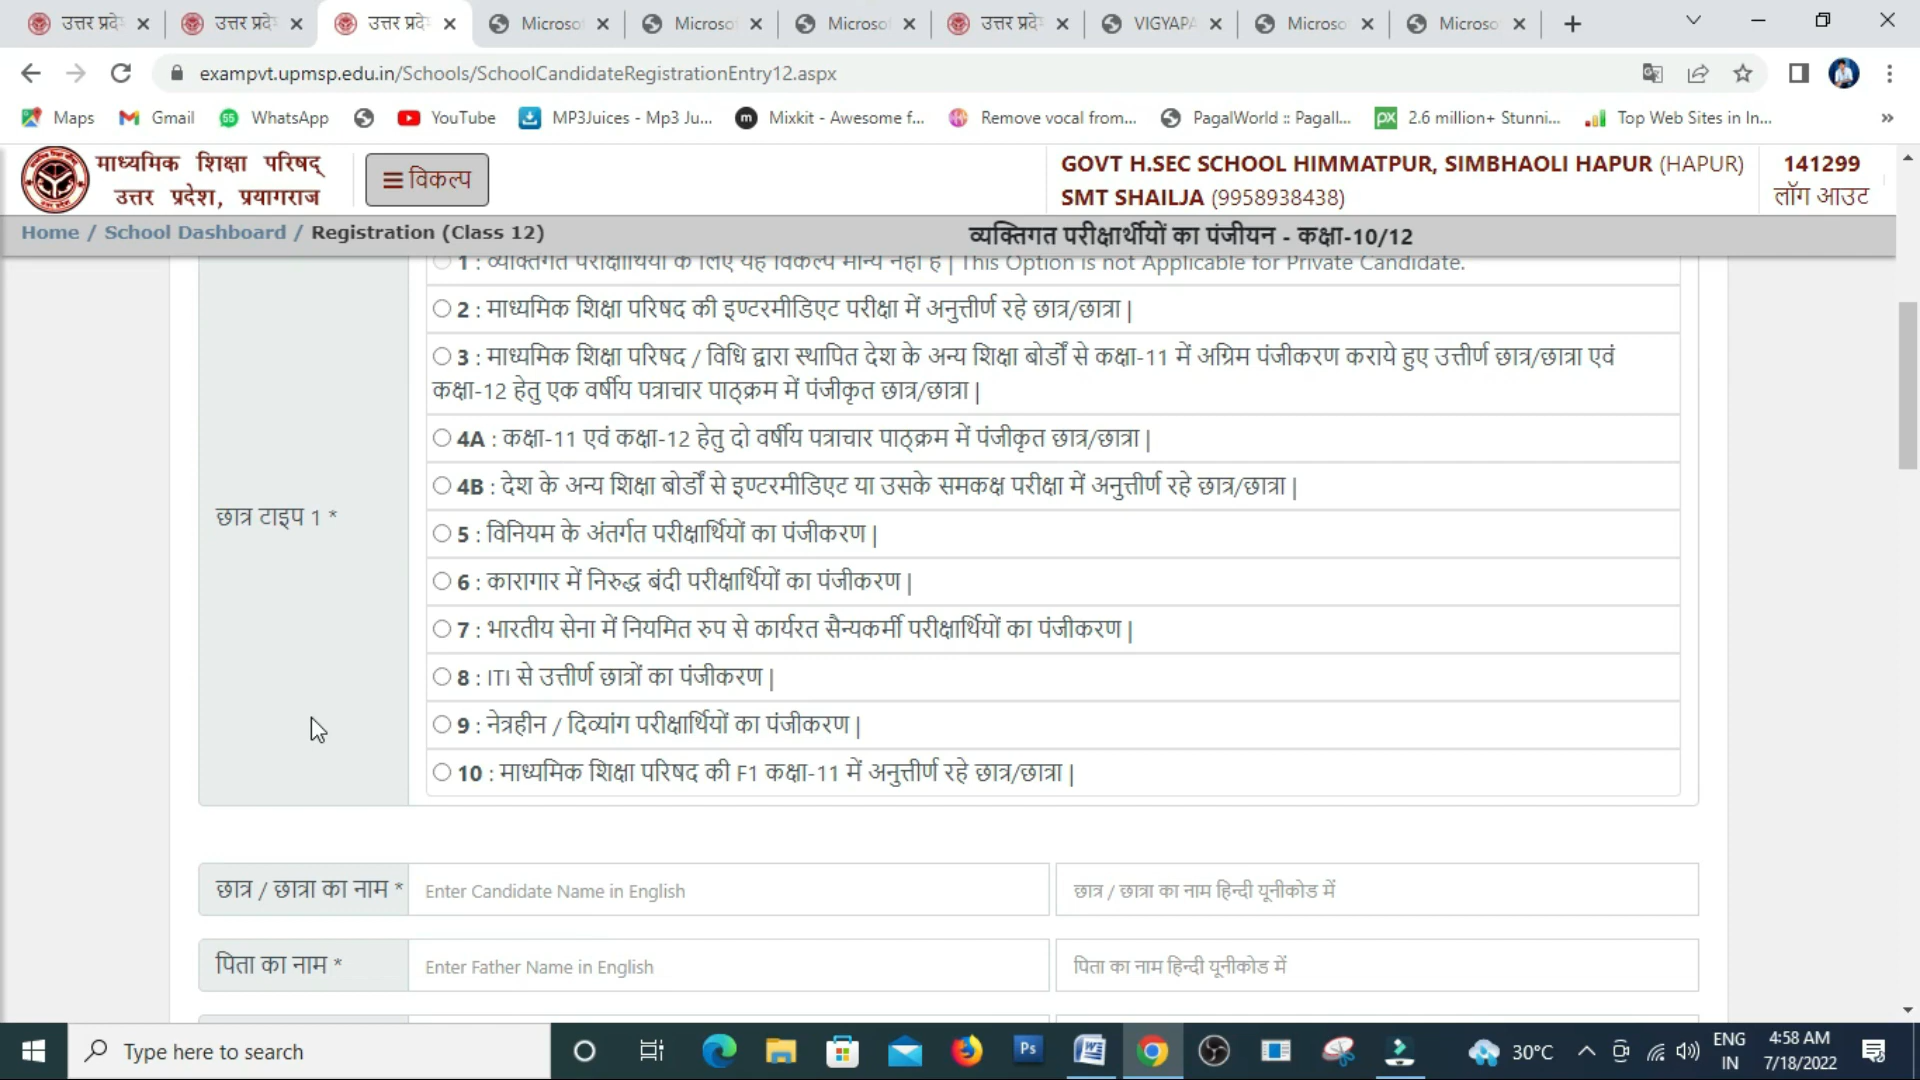 उत्तर प्रदे
उत्तर प्रदे
उत्तर प्रदे
Microso
Microso
Microso
उत्तर प्रदे
VIGYAPA
Microso
Microso
exampvt.upmsp.edu.in/Schools/SchoolCandidateRegistrationEntry12.aspx
Maps
Gmail
WhatsApp
YouTube
MP3Juices - Mp3 Ju...
Mixkit - Awesome f...
Remove vocal from...
PagalWorld :: Pagall...
2.6 million+ Stunni...
Top Web Sites in In...
»
माध्यमिक शिक्षा परिषद्
उत्तर प्रदेश, प्रयागराज
विकल्प
GOVT H.SEC SCHOOL HIMMATPUR, SIMBHAOLI HAPUR (HAPUR)
SMT SHAILJA (9958938438)
141299
लॉग आउट
Home / School Dashboard / Registration (Class 12)
व्यक्तिगत परीक्षार्थीयों का पंजीयन - कक्षा-10/12
1 : व्यक्तिगत परीक्षार्थियों के लिए यह विकल्प मान्य नहीं है | This Option is not Applicable for Private Candidate.
2 : माध्यमिक शिक्षा परिषद की इण्टरमीडिएट परीक्षा में अनुत्तीर्ण रहे छात्र/छात्रा |
3 : माध्यमिक शिक्षा परिषद / विधि द्वारा स्थापित देश के अन्य शिक्षा बोर्डों से कक्षा-11 में अग्रिम पंजीकरण कराये हुए उत्तीर्ण छात्र/छात्रा एवं
कक्षा-12 हेतु एक वर्षीय पत्राचार पाठ्क्रम में पंजीकृत छात्र/छात्रा |
4A : कक्षा-11 एवं कक्षा-12 हेतु दो वर्षीय पत्राचार पाठ्क्रम में पंजीकृत छात्र/छात्रा |
4B : देश के अन्य शिक्षा बोर्डों से इण्टरमीडिएट या उसके समकक्ष परीक्षा में अनुत्तीर्ण रहे छात्र/छात्रा |
छात्र टाइप 1 *
5 : विनियम के अंतर्गत परीक्षार्थियों का पंजीकरण |
6 : कारागार में निरुद्ध बंदी परीक्षार्थियों का पंजीकरण |
7 : भारतीय सेना में नियमित रुप से कार्यरत सैन्यकर्मी परीक्षार्थियों का पंजीकरण |
8 : ITI से उत्तीर्ण छात्रों का पंजीकरण |
9 : नेत्रहीन / दिव्यांग परीक्षार्थियों का पंजीकरण |
10 : माध्यमिक शिक्षा परिषद की F1 कक्षा-11 में अनुत्तीर्ण रहे छात्र/छात्रा |
छात्र / छात्रा का नाम *
Enter Candidate Name in English
छात्र / छात्रा का नाम हिन्दी यूनीकोड में
पिता का नाम *
Enter Father Name in English
पिता का नाम हिन्दी यूनीकोड में
Type here to search
Ps
30°C
ENG
IN
4:58 AM
7/18/2022